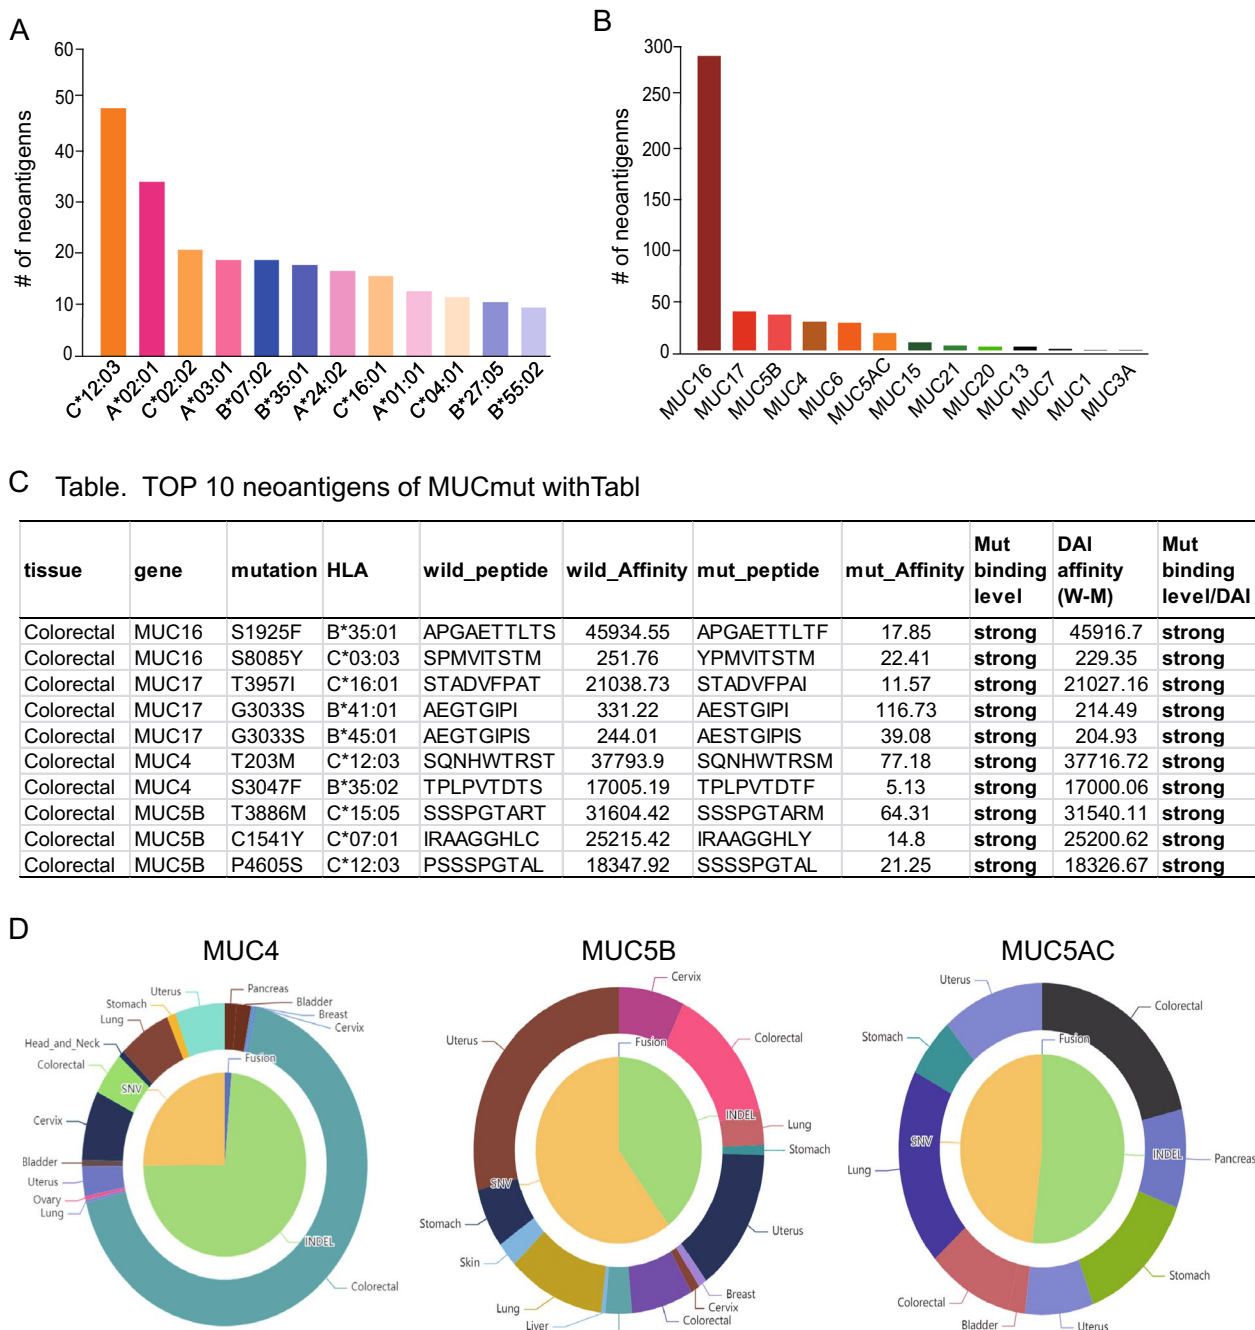 A
# of neoantigenns
60
50
40
30
20
10
0
C*12:03
A*02:01
C*02:02
A*03:01
B*07:02
B*35:01
A*24:02
C*16:01
A*01:01
C*04:01
B*27:05
B*55:02
B
# of neoantigenns
300
250
200
150
100
50
0
MUC16
MUC17
MUC5B
MUC4
MUC6
MUC5AC
MUC15
MUC21
MUC20
MUC13
MUC7
MUC1
MUC3A
C Table. TOP 10 neoantigens of MUCmut withTabl
tissue gene mutation HLA wild_peptide wild_Affinity mut_peptide mut_Affinity Mut binding level DAI affinity (W-M) Mut binding level/DAI
Colorectal MUC16 S1925F B*35:01 APGAETTLTS 45934.55 APGAETTLTF 17.85 strong 45916.7 strong
Colorectal MUC16 S8085Y C*03:03 SPMVITSTM 251.76 YPMVITSTM 22.41 strong 229.35 strong
Colorectal MUC17 T3957I C*16:01 STADVFPAT 21038.73 STADVFPAI 11.57 strong 21027.16 strong
Colorectal MUC17 G3033S B*41:01 AEGTGIPI 331.22 AESTGIPI 116.73 strong 214.49 strong
Colorectal MUC17 G3033S B*45:01 AEGTGIPIS 244.01 AESTGIPIS 39.08 strong 204.93 strong
Colorectal MUC4 T203M C*12:03 SQNHWTRST 37793.9 SQNHWTRSM 77.18 strong 37716.72 strong
Colorectal MUC4 S3047F B*35:02 TPLPVTDTS 17005.19 TPLPVTDTF 5.13 strong 17000.06 strong
Colorectal MUC5B T3886M C*15:05 SSSPGTART 31604.42 SSSPGTARM 64.31 strong 31540.11 strong
Colorectal MUC5B C1541Y C*07:01 IRAAGGHLC 25215.42 IRAAGGHLY 14.8 strong 25200.62 strong
Colorectal MUC5B P4605S C*12:03 PSSSPGTAL 18347.92 SSSSPGTAL 21.25 strong 18326.67 strong
D
MUC4
Pancreas
Bladder
Breast
Cervix
Fusion
Uterus
Stomach
Lung
Head_and_Neck
Colorectal
SNV
Cervix
Bladder
Uterus
Ovary
Lung
INDEL
Colorectal
MUC5B
Cervix
Colorectal
Fusion
Uterus
INDEL
Lung
Stomach
SNV
Stomach
Skin
Uterus
Lung
Liver
Breast
Cervix
Colorectal
MUC5AC
Uterus
Colorectal
Fusion
Stomach
SNV
INDEL
Pancreas
Lung
Stomach
Colorectal
Bladder
Uterus